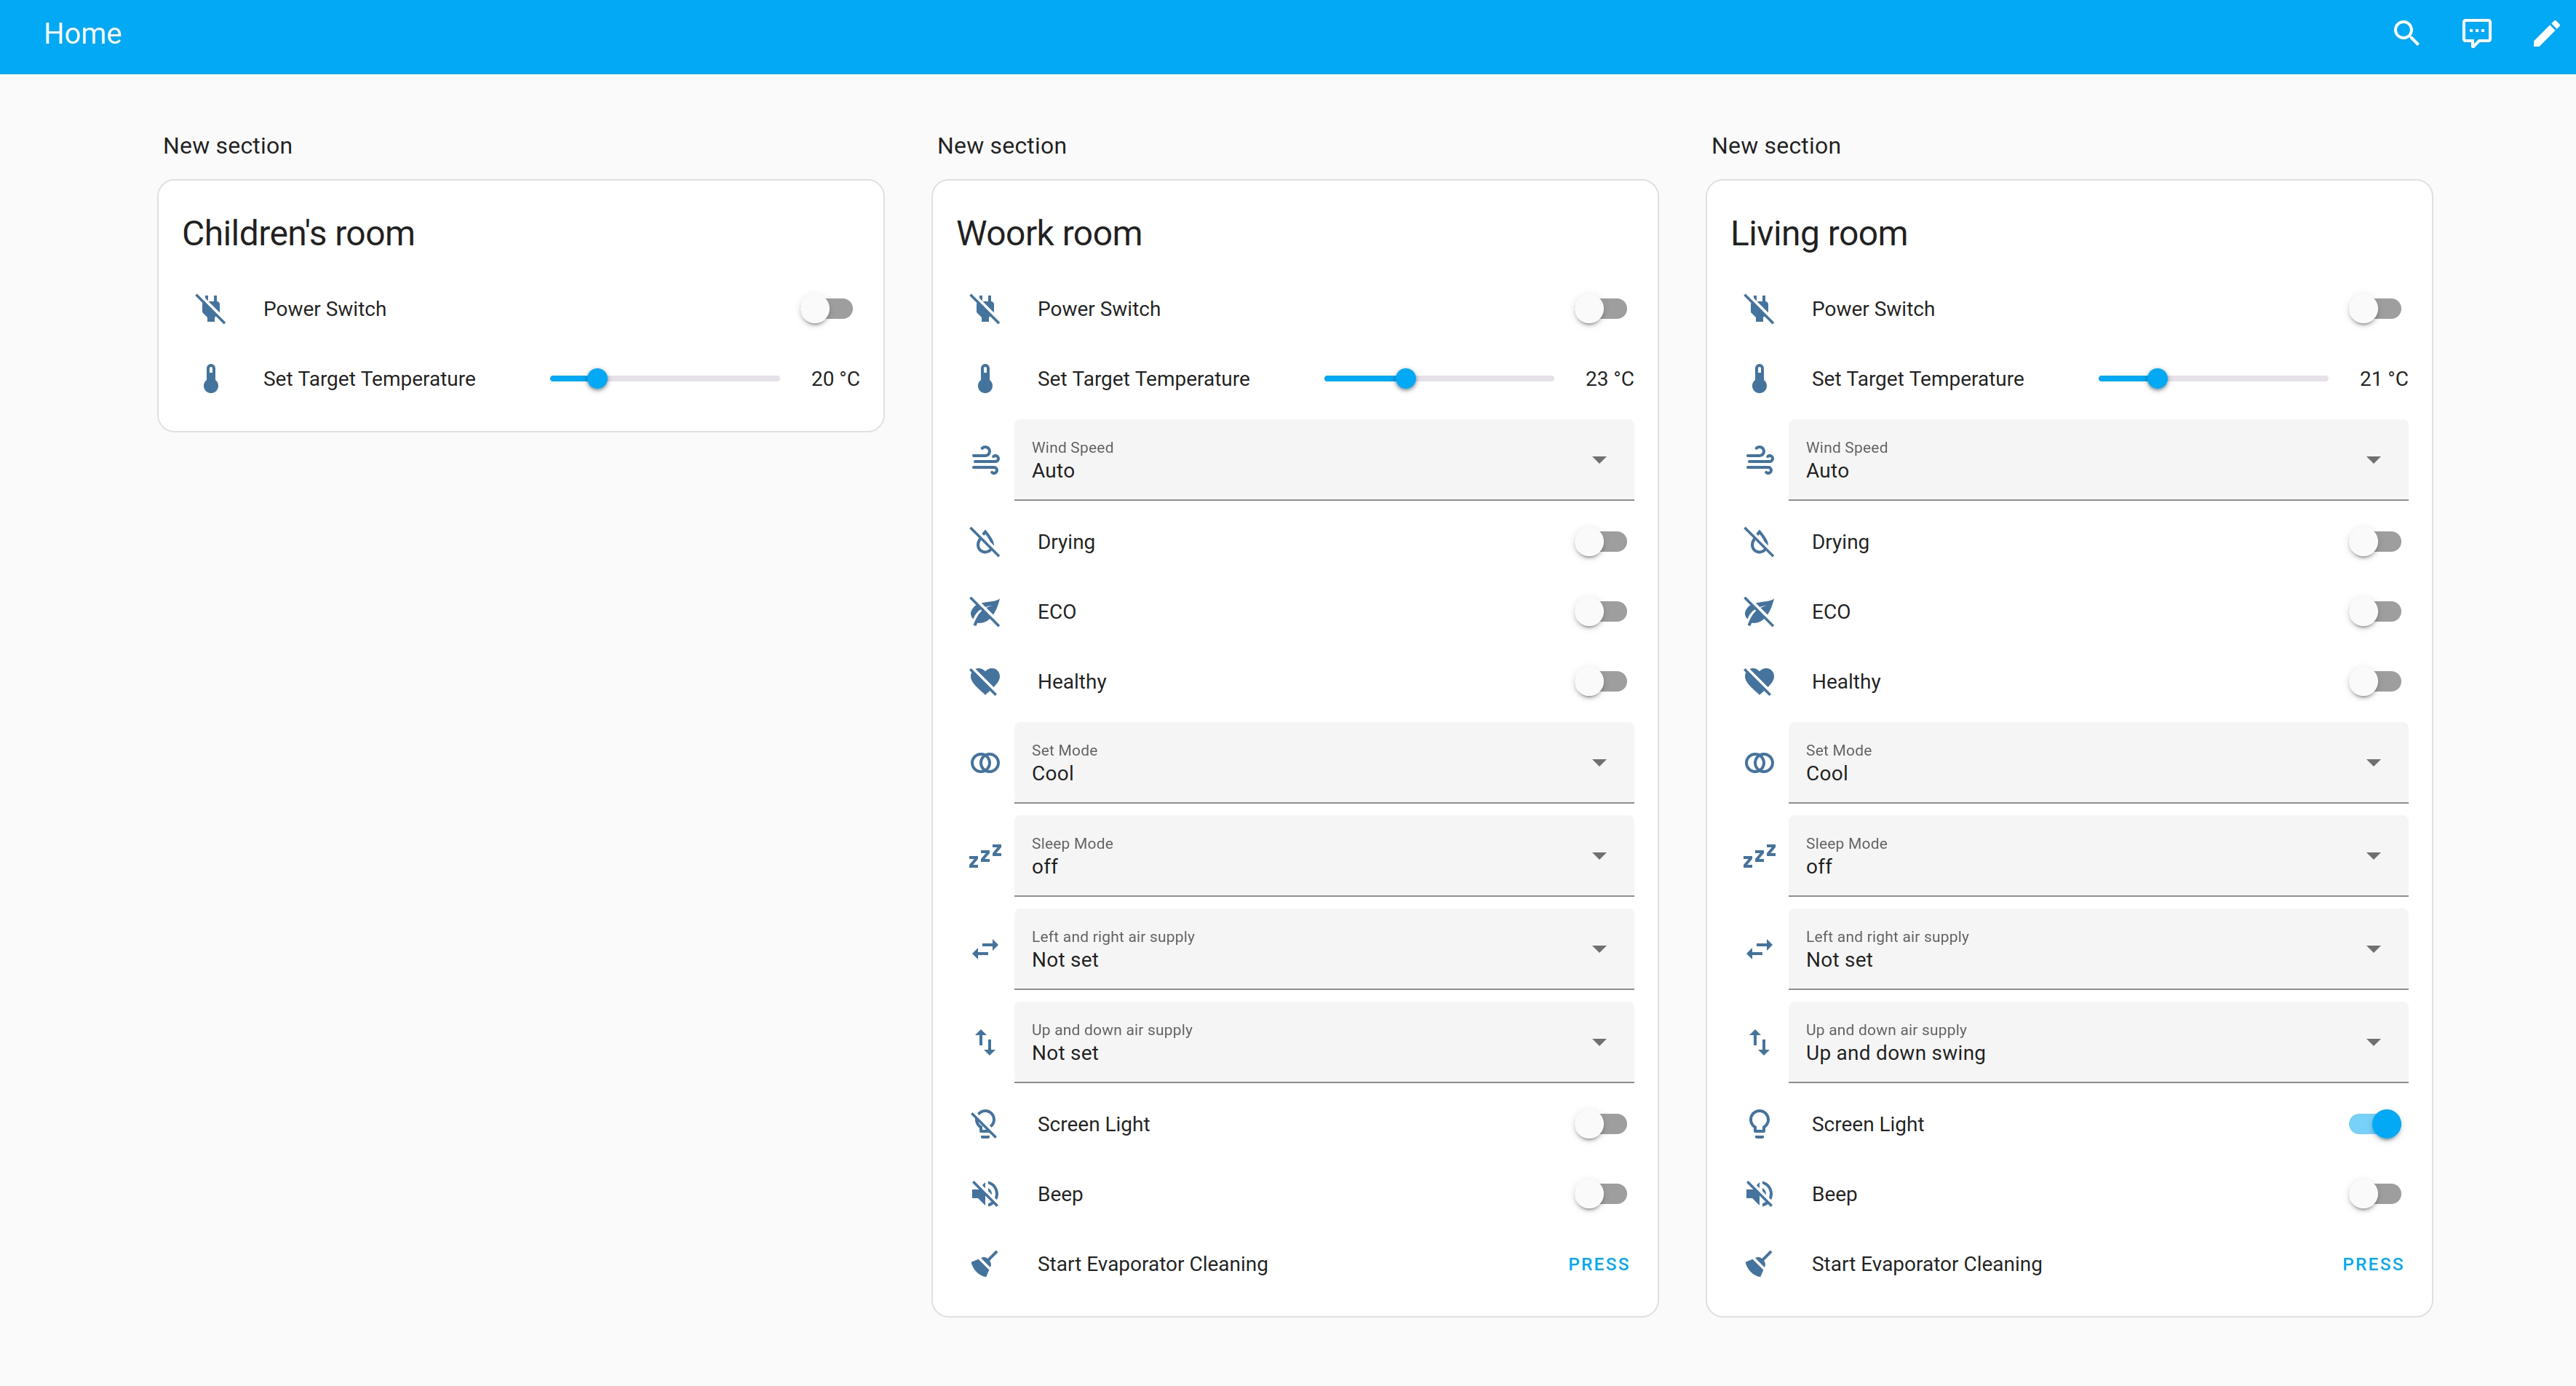 Home
New section
Children's room
Power Switch
Set Target Temperature 20 °C
New section
Woork room
Power Switch
Set Target Temperature 23 °C
Wind Speed
Auto
Drying
ECO
Healthy
Set Mode
Cool
Sleep Mode
off
Left and right air supply
Not set
Up and down air supply
Not set
Screen Light
Beep
Start Evaporator Cleaning PRESS
New section
Living room
Power Switch
Set Target Temperature 21 °C
Wind Speed
Auto
Drying
ECO
Healthy
Set Mode
Cool
Sleep Mode
off
Left and right air supply
Not set
Up and down air supply
Up and down swing
Screen Light
Beep
Start Evaporator Cleaning PRESS